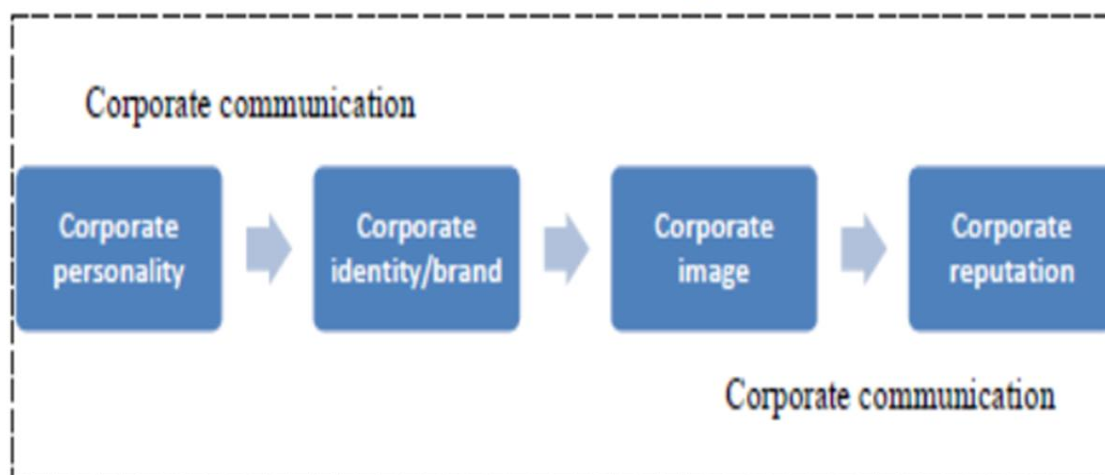 Corporate communication
Corporate
personality
Corporate
identity/brand
Corporate
image
Corporate
reputation
Corporate communication